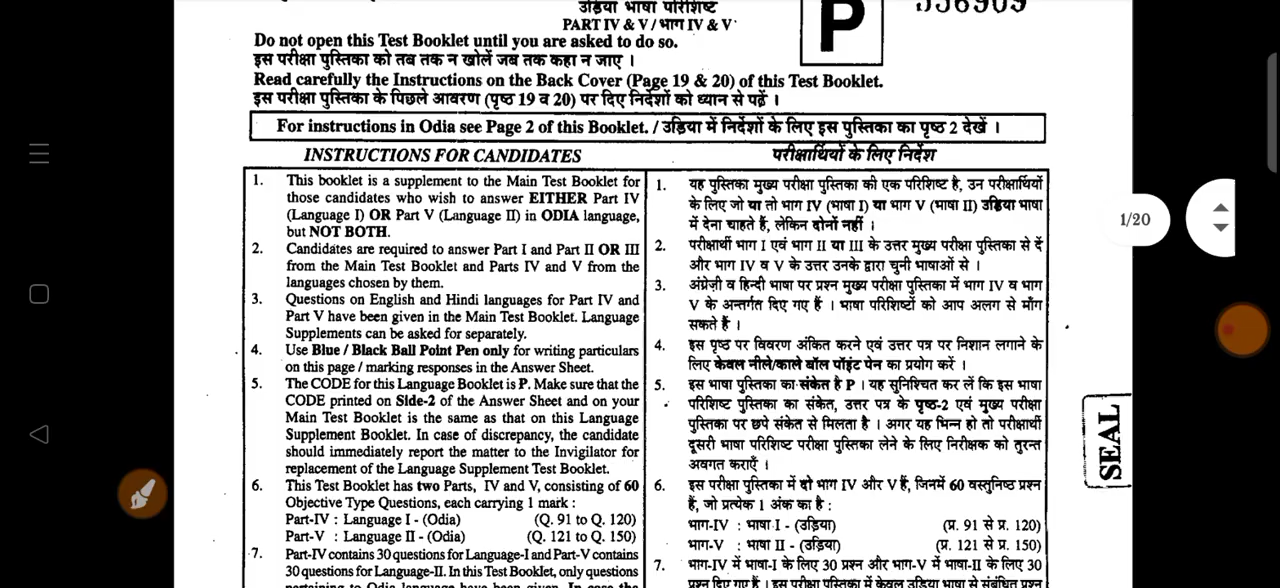 उड़िया भाषा परिशिष्ट
PART IV & V / भाग IV & V
P
556909
Do not open this Test Booklet until you are asked to do so.
इस परीक्षा पुस्तिका को तब तक न खोलें जब तक कहा न जाए ।
Read carefully the Instructions on the Back Cover (Page 19 & 20) of this Test Booklet.
इस परीक्षा पुस्तिका के पिछले आवरण (पृष्ठ 19 व 20) पर दिए निर्देशों को ध्यान से पढ़ें ।
For instructions in Odia see Page 2 of this Booklet. / उड़िया में निर्देशों के लिए इस पुस्तिका का पृष्ठ 2 देखें ।
INSTRUCTIONS FOR CANDIDATES
1. This booklet is a supplement to the Main Test Booklet for
those candidates who wish to answer EITHER Part IV
(Language I) OR Part V (Language II) in ODIA language,
but NOT BOTH.
2. Candidates are required to answer Part I and Part II OR III
from the Main Test Booklet and Parts IV and V from the
languages chosen by them.
3. Questions on English and Hindi languages for Part IV and
Part V have been given in the Main Test Booklet. Language
Supplements can be asked for separately.
4. Use Blue / Black Ball Point Pen only for writing particulars
on this page / marking responses in the Answer Sheet.
5. The CODE for this Language Booklet is P. Make sure that the
CODE printed on Side-2 of the Answer Sheet and on your
Main Test Booklet is the same as that on this Language
Supplement Booklet. In case of discrepancy, the candidate
should immediately report the matter to the Invigilator for
replacement of the Language Supplement Test Booklet.
6. This Test Booklet has two Parts, IV and V, consisting of 60
Objective Type Questions, each carrying 1 mark :
Part-IV : Language I - (Odia) (Q. 91 to Q. 120)
Part-V : Language II - (Odia) (Q. 121 to Q. 150)
7. Part-IV contains 30 questions for Language-I and Part-V contains
30 questions for Language-II. In this Test Booklet, only questions
pertaining to Odia language have been given. In case the
परीक्षार्थियों के लिए निर्देश
1. यह पुस्तिका मुख्य परीक्षा पुस्तिका की एक परिशिष्ट है, उन परीक्षार्थियों
के लिए जो या तो भाग IV (भाषा I) या भाग V (भाषा II) उड़िया भाषा
में देना चाहते हैं, लेकिन दोनों नहीं ।
2. परीक्षार्थी भाग I एवं भाग II या III के उत्तर मुख्य परीक्षा पुस्तिका से दें
और भाग IV व V के उत्तर उनके द्वारा चुनी भाषाओं से ।
3. अंग्रेज़ी व हिन्दी भाषा पर प्रश्न मुख्य परीक्षा पुस्तिका में भाग IV व भाग
V के अन्तर्गत दिए गए हैं । भाषा परिशिष्टों को आप अलग से माँग
सकते हैं ।
4. इस पृष्ठ पर विवरण अंकित करने एवं उत्तर पत्र पर निशान लगाने के
लिए केवल नीले/काले बॉल पॉइंट पेन का प्रयोग करें ।
5. इस भाषा पुस्तिका का संकेत है P । यह सुनिश्चित कर लें कि इस भाषा
परिशिष्ट पुस्तिका का संकेत, उत्तर पत्र के पृष्ठ-2 एवं मुख्य परीक्षा
पुस्तिका पर छपे संकेत से मिलता है । अगर यह भिन्न हो तो परीक्षार्थी
दूसरी भाषा परिशिष्ट परीक्षा पुस्तिका लेने के लिए निरीक्षक को तुरन्त
अवगत कराएँ ।
6. इस परीक्षा पुस्तिका में दो भाग IV और V हैं, जिनमें 60 वस्तुनिष्ठ प्रश्न
हैं, जो प्रत्येक 1 अंक का है :
भाग-IV : भाषा I - (उड़िया) (प्र. 91 से प्र. 120)
भाग-V : भाषा II - (उड़िया) (प्र. 121 से प्र. 150)
7. भाग-IV में भाषा-I के लिए 30 प्रश्न और भाग-V में भाषा-II के लिए 30
प्रश्न दिए गए हैं । इस परीक्षा पुस्तिका में केवल उड़िया भाषा से संबंधित प्रश्न
1/20
SEAL